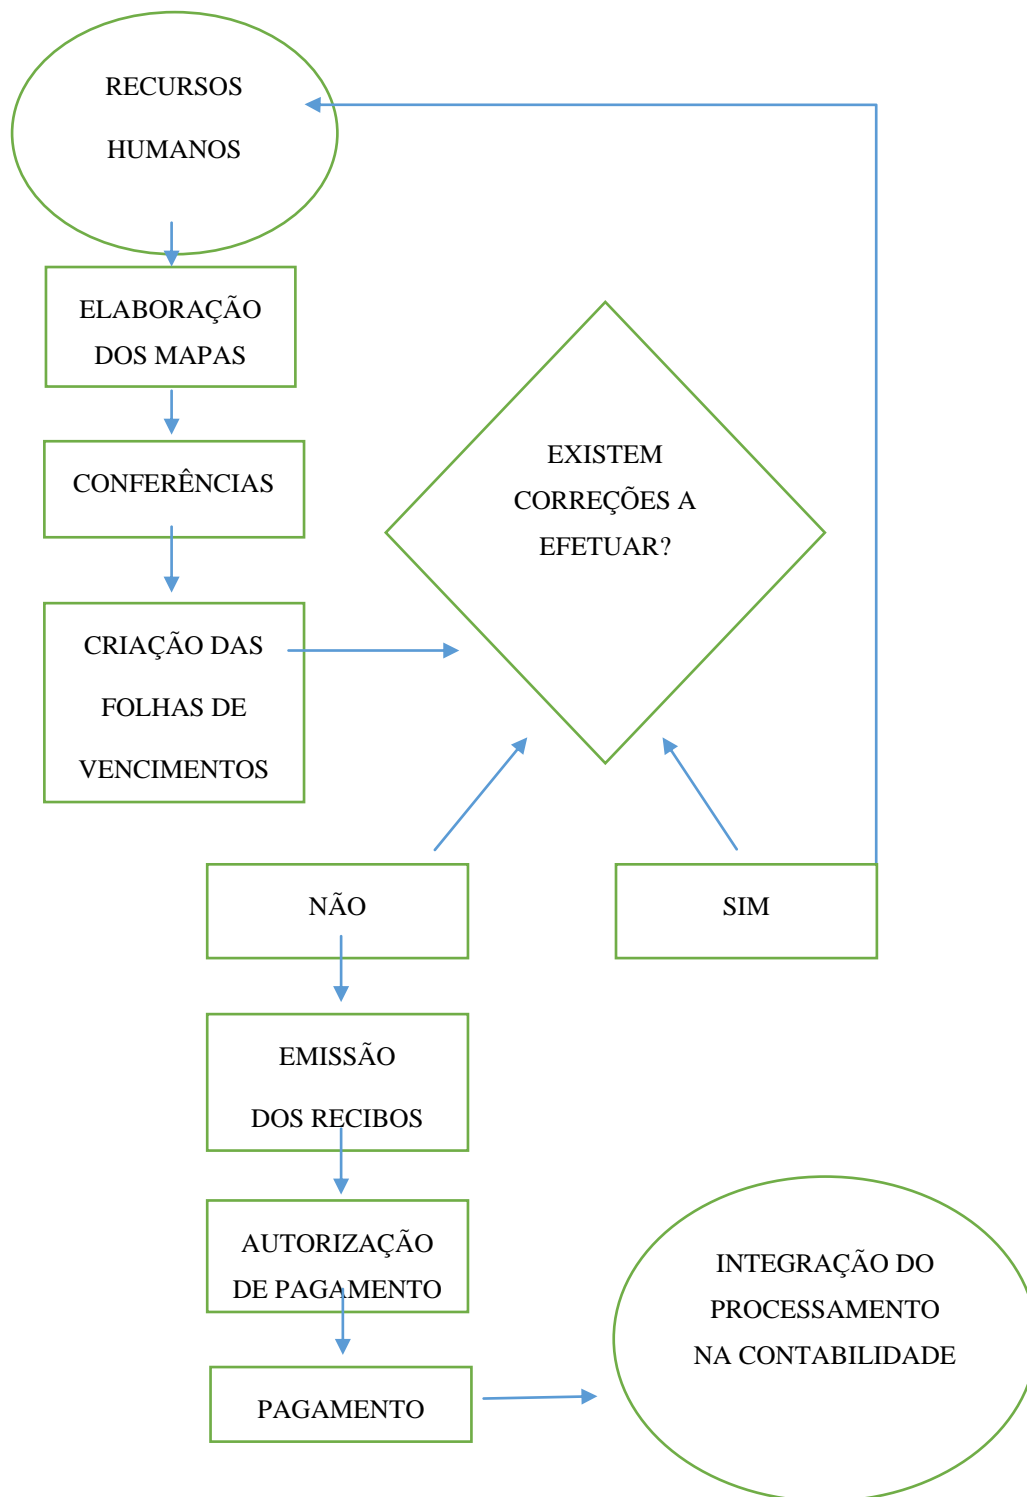 RECURSOS
HUMANOS
ELABORAÇÃO
DOS MAPAS
CONFERÊNCIAS
CRIAÇÃO DAS
FOLHAS DE
VENCIMENTOS
EXISTEM
CORREÇÕES A
EFETUAR?
NÃO
SIM
EMISSÃO
DOS RECIBOS
AUTORIZAÇÃO
DE PAGAMENTO
PAGAMENTO
INTEGRAÇÃO DO
PROCESSAMENTO
NA CONTABILIDADE